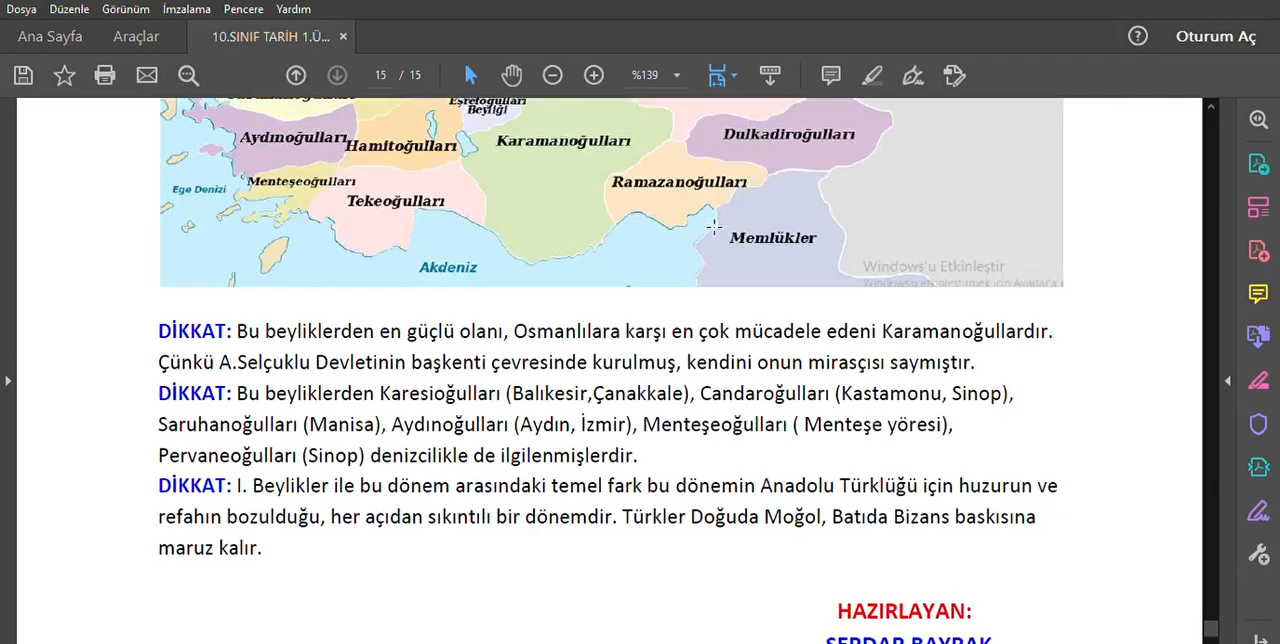 Dosya Düzenle Görünüm İmzalama Pencere Yardım
Ana Sayfa Araçlar 10.SINIF TARİH 1.Ü... × ? Oturum Aç
15 / 15 %139
Eşrefoğulları
Beyliği
Aydınoğulları
Hamitoğulları
Karamanoğulları
Dulkadiroğulları
Menteşeoğulları
Ramazanoğulları
Ege Denizi
Tekeoğulları
Memlükler
Akdeniz
Windows'u Etkinleştir
DİKKAT: Bu beyliklerden en güçlü olanı, Osmanlılara karşı en çok mücadele edeni Karamanoğullardır.
Çünkü A.Selçuklu Devletinin başkenti çevresinde kurulmuş, kendini onun mirasçısı saymıştır.
DİKKAT: Bu beyliklerden Karesioğulları (Balıkesir,Çanakkale), Candaroğulları (Kastamonu, Sinop),
Saruhanoğulları (Manisa), Aydınoğulları (Aydın, İzmir), Menteşeoğulları ( Menteşe yöresi),
Pervaneoğulları (Sinop) denizcilikle de ilgilenmişlerdir.
DİKKAT: I. Beylikler ile bu dönem arasındaki temel fark bu dönemin Anadolu Türklüğü için huzurun ve
refahın bozulduğu, her açıdan sıkıntılı bir dönemdir. Türkler Doğuda Moğol, Batıda Bizans baskısına
maruz kalır.
HAZIRLAYAN:
SERDAR BAYRAK